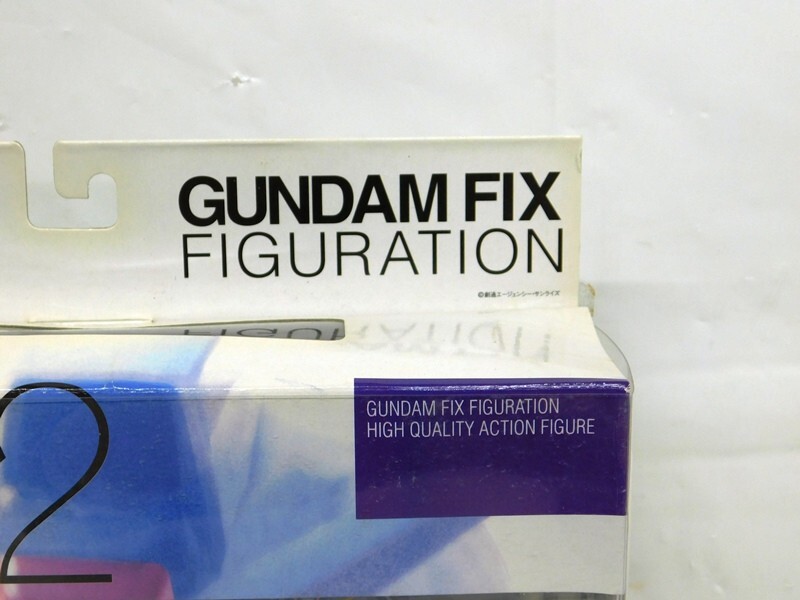 GUNDAM FIX
FIGURATION
©創通エージェンシー・サンライズ
GUNDAM FIX FIGURATION
HIGH QUALITY ACTION FIGURE
2